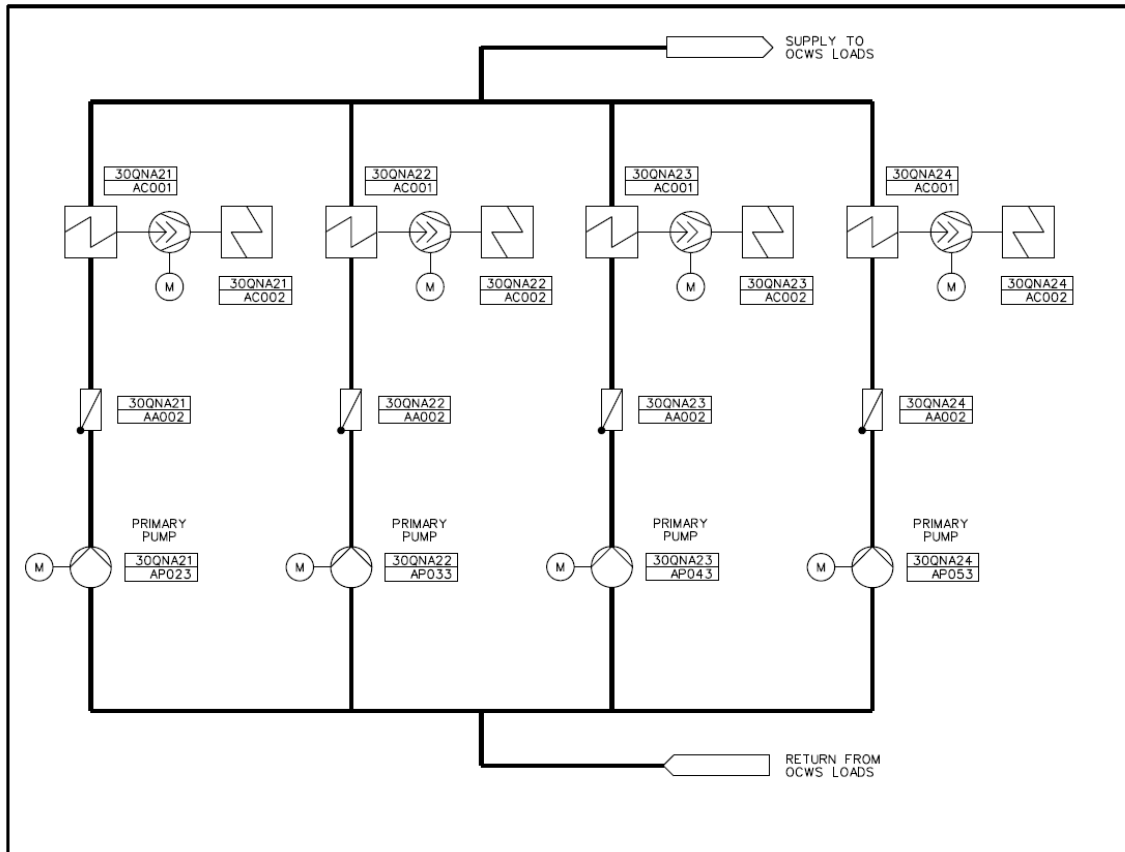 SUPPLY TO
OCWS LOADS
30QNA21
AC001
30QNA22
AC001
30QNA23
AC001
30QNA24
AC001
M
M
M
M
30QNA21
AC002
30QNA22
AC002
30QNA23
AC002
30QNA24
AC002
30QNA21
AA002
30QNA22
AA002
30QNA23
AA002
30QNA24
AA002
PRIMARY
PUMP
PRIMARY
PUMP
PRIMARY
PUMP
PRIMARY
PUMP
M
30QNA21
AP023
M
30QNA22
AP033
M
30QNA23
AP043
M
30QNA24
AP053
RETURN FROM
OCWS LOADS